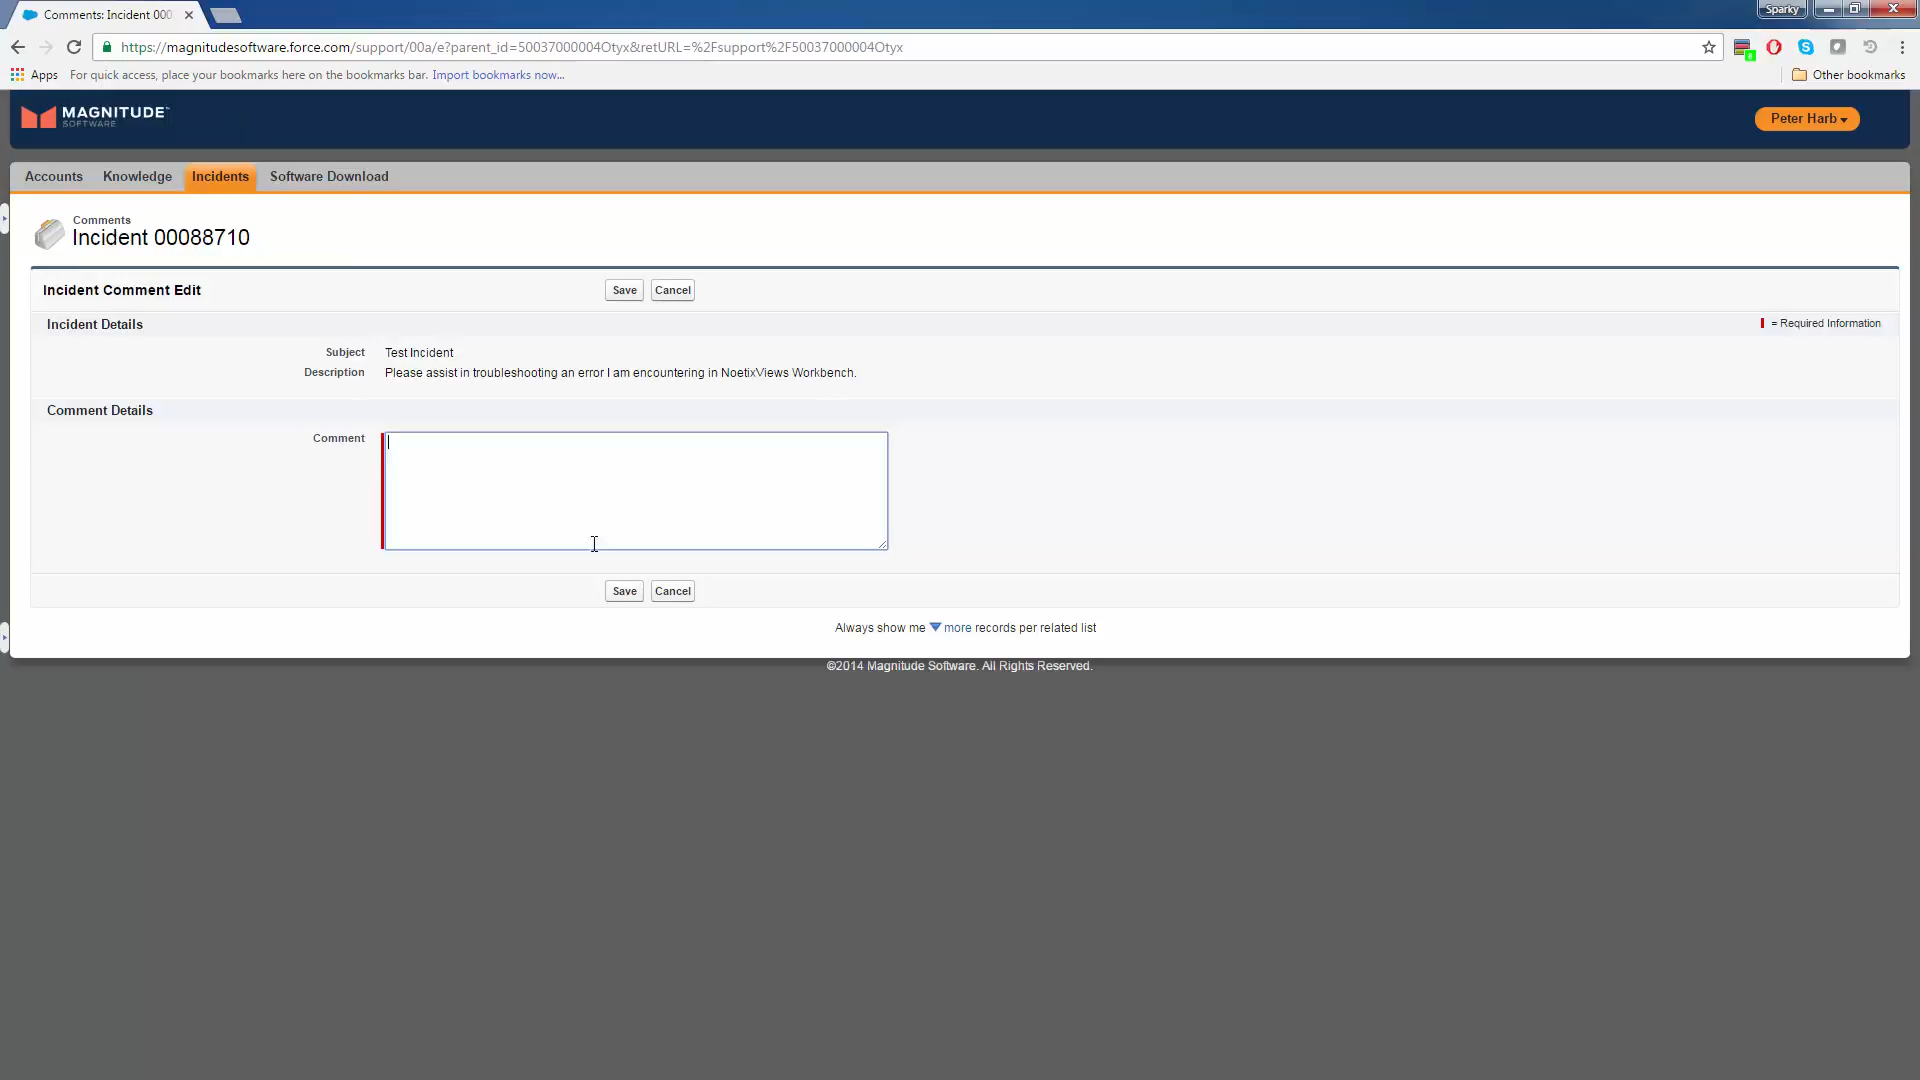 Comments: Incident 000
Sparky
https://magnitudesoftware.force.com/support/00a/e?parent_id=50037000004Otyx&retURL=%2Fsupport%2F50037000004Otyx
Apps For quick access, place your bookmarks here on the bookmarks bar. Import bookmarks now... Other bookmarks
MAGNITUDE
SOFTWARE
Peter Harb
Accounts Knowledge Incidents Software Download
Comments
Incident 00088710
Incident Comment Edit Save Cancel
Incident Details = Required Information
Subject Test Incident
Description Please assist in troubleshooting an error I am encountering in NoetixViews Workbench.
Comment Details
Comment
Save Cancel
Always show me more records per related list
©2014 Magnitude Software. All Rights Reserved.